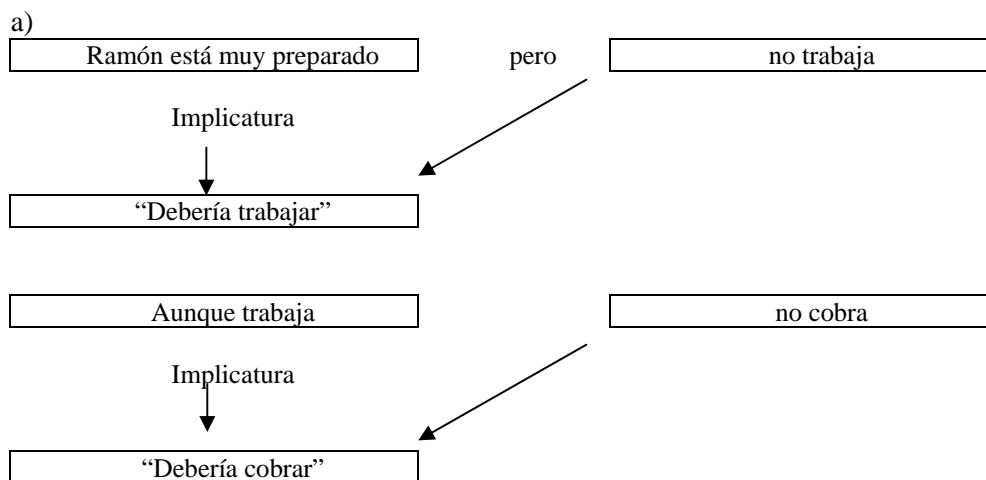 a)
Ramón está muy preparado pero no trabaja
Implicatura
“Debería trabajar”
Aunque trabaja no cobra
Implicatura
“Debería cobrar”